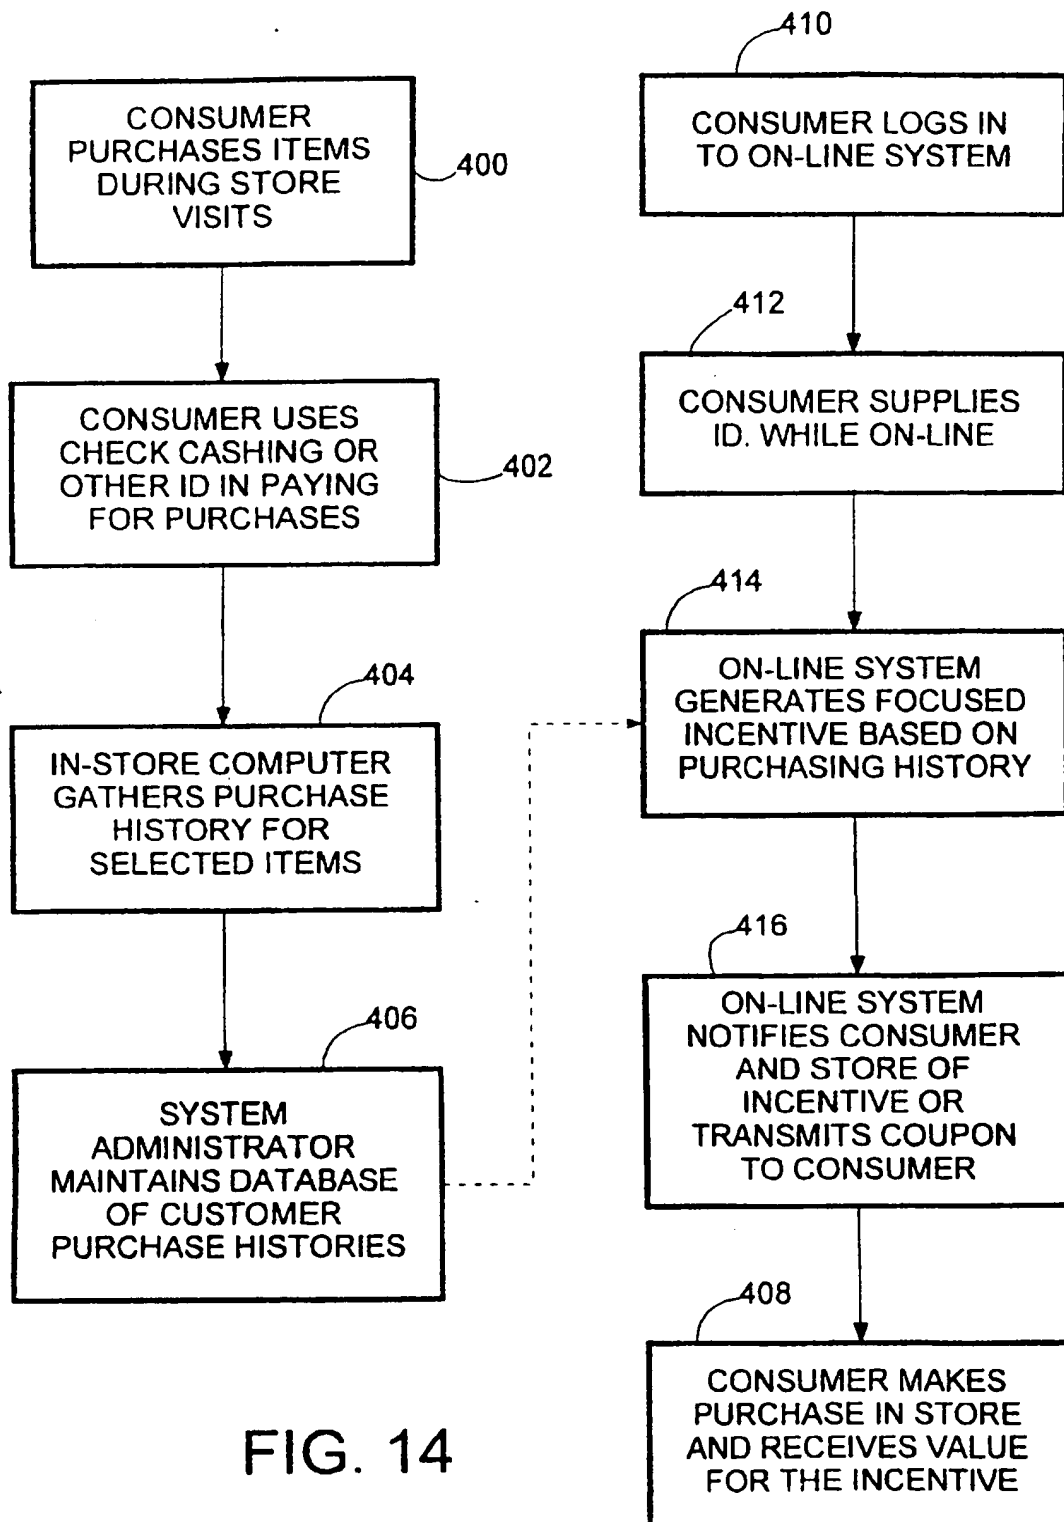 400
CONSUMER
PURCHASES ITEMS
DURING STORE
VISITS
402
CONSUMER USES
CHECK CASHING OR
OTHER ID IN PAYING
FOR PURCHASES
404
IN-STORE COMPUTER
GATHERS PURCHASE
HISTORY FOR
SELECTED ITEMS
406
SYSTEM
ADMINISTRATOR
MAINTAINS DATABASE
OF CUSTOMER
PURCHASE HISTORIES
410
CONSUMER LOGS IN
TO ON-LINE SYSTEM
412
CONSUMER SUPPLIES
ID. WHILE ON-LINE
414
ON-LINE SYSTEM
GENERATES FOCUSED
INCENTIVE BASED ON
PURCHASING HISTORY
416
ON-LINE SYSTEM
NOTIFIES CONSUMER
AND STORE OF
INCENTIVE OR
TRANSMITS COUPON
TO CONSUMER
408
CONSUMER MAKES
PURCHASE IN STORE
AND RECEIVES VALUE
FOR THE INCENTIVE
FIG. 14